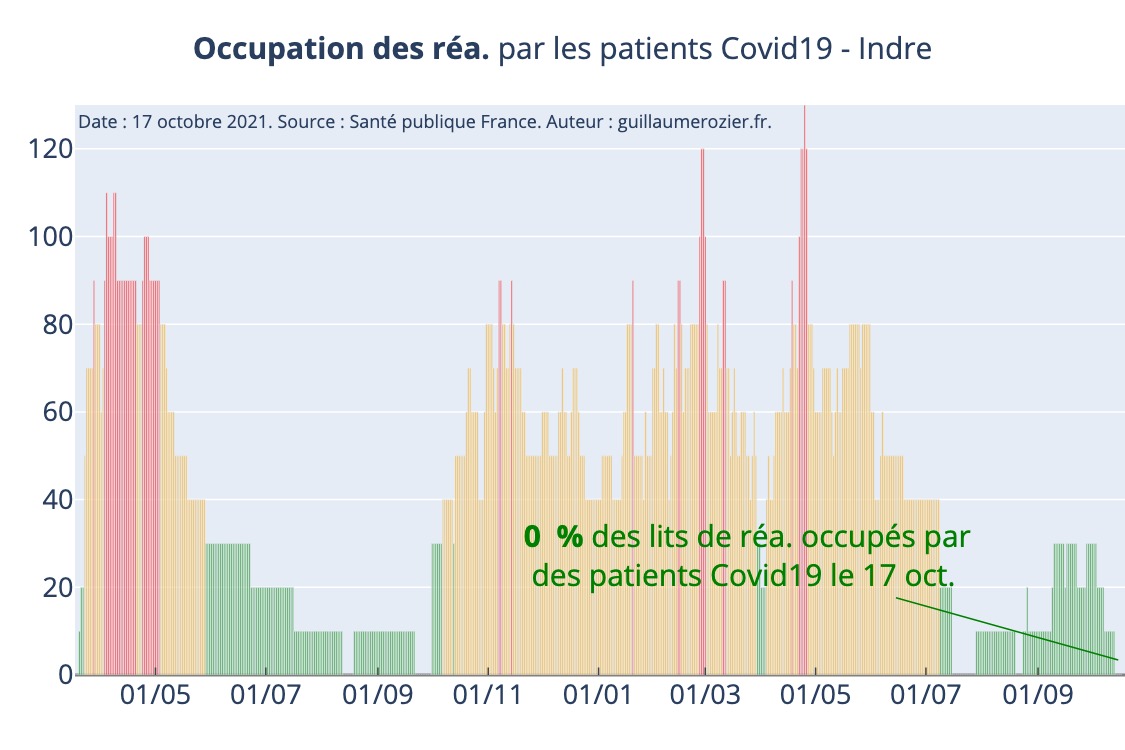 Occupation des réa. par les patients Covid19 - Indre
Date : 17 octobre 2021. Source : Santé publique France. Auteur : guillaumerozier.fr.
120
100
80
60
40
20
0
0 % des lits de réa. occupés par
des patients Covid19 le 17 oct.
01/05 01/07 01/09 01/11 01/01 01/03 01/05 01/07 01/09